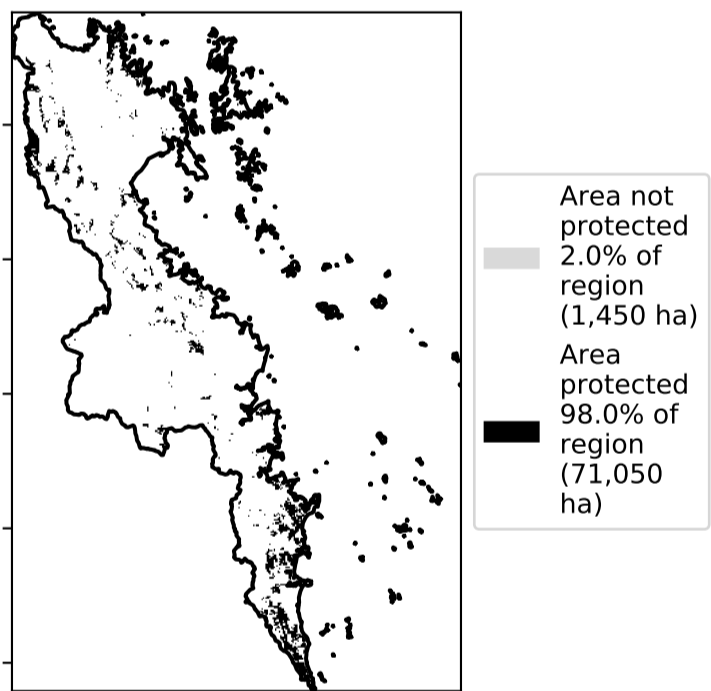 Area not
protected
2.0% of
region
(1,450 ha)
Area
protected
98.0% of
region
(71,050
ha)